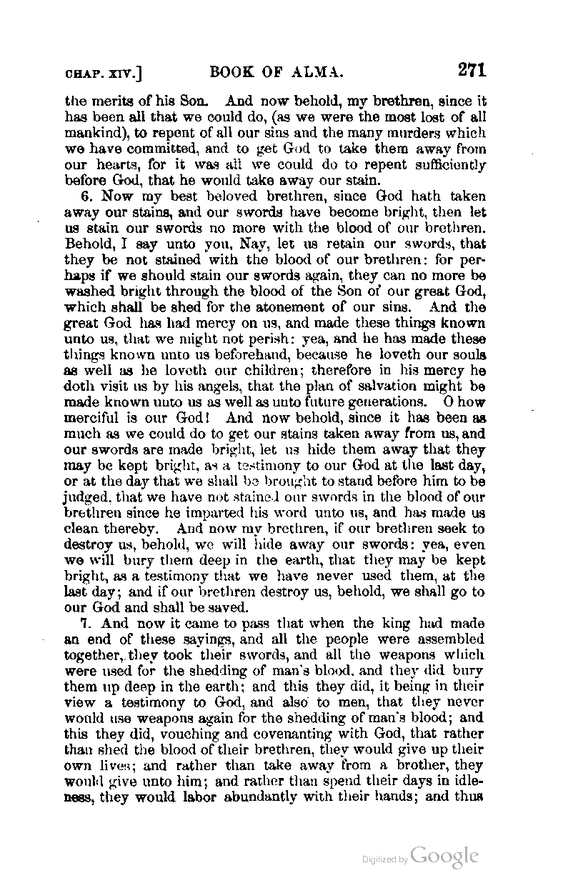 CHAP. XIV.] BOOK OF ALMA. 271
the merits of his Son. And now behold, my brethren, since it
has been all that we could do, (as we were the most lost of all
mankind), to repent of all our sins and the many murders which
we have committed, and to get God to take them away from
our hearts, for it was all we could do to repent sufficiently
before God, that he would take away our stain.
6. Now my best beloved brethren, since God hath taken
away our stains, and our swords have become bright, then let
us stain our swords no more with the blood of our brethren.
Behold, I say unto you, Nay, let us retain our swords, that
they be not stained with the blood of our brethren: for per-
haps if we should stain our swords again, they can no more be
washed bright through the blood of the Son of our great God,
which shall be shed for the atonement of our sins. And the
great God has had mercy on us, and made these things known
unto us, that we might not perish: yea, and he has made these
things known unto us beforehand, because he loveth our souls
as well as he loveth our children; therefore in his mercy he
doth visit us by his angels, that the plan of salvation might be
made known unto us as well as unto future generations. O how
merciful is our God! And now behold, since it has been as
much as we could do to get our stains taken away from us, and
our swords are made bright, let us hide them away that they
may be kept bright, as a testimony to our God at the last day,
or at the day that we shall be brought to stand before him to be
judged, that we have not stained our swords in the blood of our
brethren since he imparted his word unto us, and has made us
clean thereby. And now my brethren, if our brethren seek to
destroy us, behold, we will hide away our swords: yea, even
we will bury them deep in the earth, that they may be kept
bright, as a testimony that we have never used them, at the
last day; and if our brethren destroy us, behold, we shall go to
our God and shall be saved.
7. And now it came to pass that when the king had made
an end of these sayings, and all the people were assembled
together, they took their swords, and all the weapons which
were used for the shedding of man's blood, and they did bury
them up deep in the earth; and this they did, it being in their
view a testimony to God, and also to men, that they never
would use weapons again for the shedding of man's blood; and
this they did, vouching and covenanting with God, that rather
than shed the blood of their brethren, they would give up their
own lives; and rather than take away from a brother, they
would give unto him; and rather than spend their days in idle-
ness, they would labor abundantly with their hands; and thus
Digitized by Google